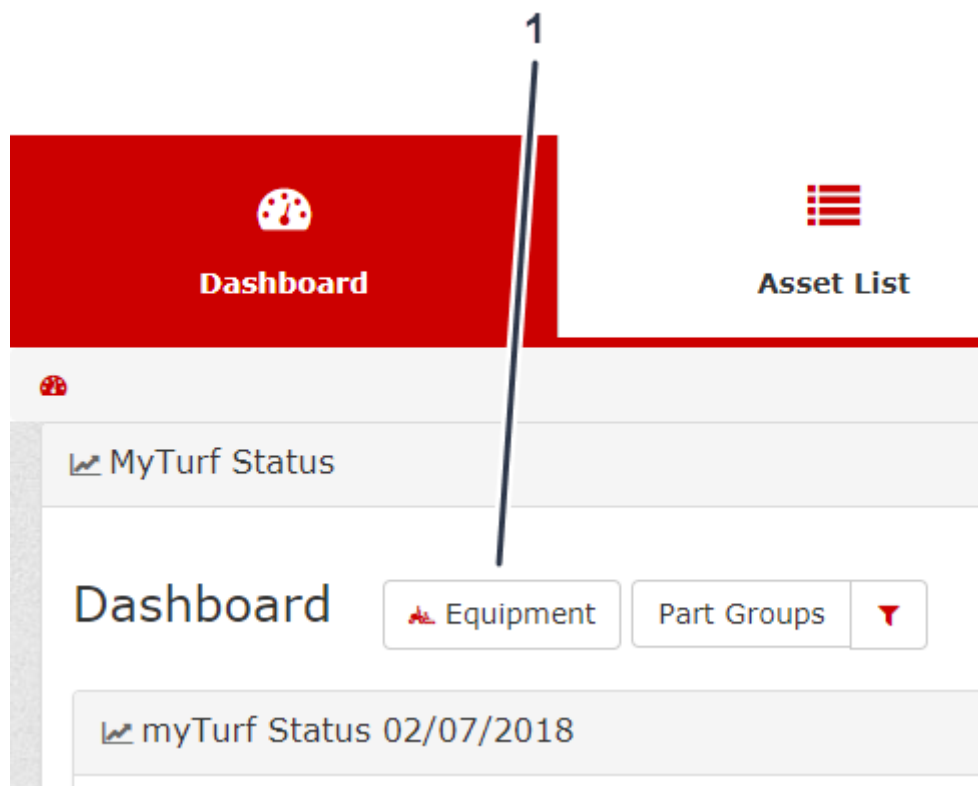 1
Dashboard
Asset List
MyTurf Status
Dashboard Equipment Part Groups
myTurf Status 02/07/2018